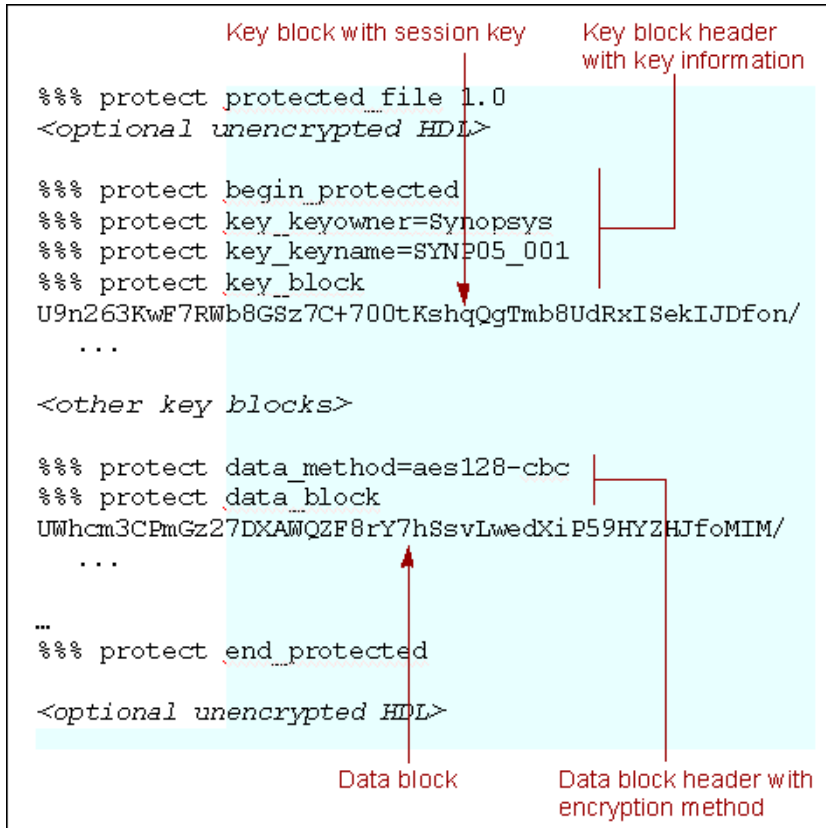 Key block with session key
Key block header
with key information
%%% protect protected_file 1.0
<optional unencrypted HDL>
%%% protect begin_protected
%%% protect key_keyowner=Synopsys
%%% protect key_keyname=SYNP05_001
%%% protect key_block
U9n263KwF7RWb8GSz7C+700tKshqQgTmb8UdRxISekIJDfon/
...
<other key blocks>
%%% protect data_method=aes128-cbc
%%% protect data_block
UWhcm3CPmGz27DXAWQZF8rY7hSsvLwedXiP59HYZHJfoMIM/
...
…
%%% protect end_protected
<optional unencrypted HDL>
Data block
Data block header with
encryption method